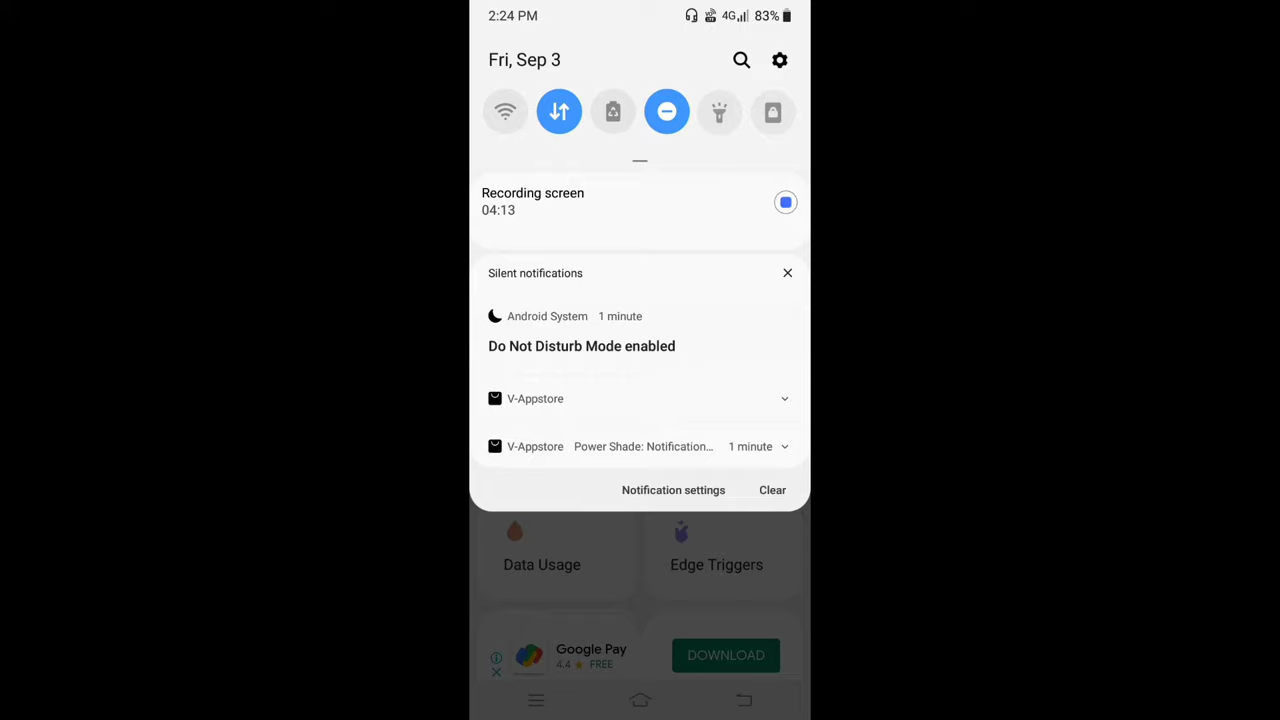 2:24 PM 4G 83%
Fri, Sep 3
Recording screen
04:13
Silent notifications
Android System 1 minute
Do Not Disturb Mode enabled
V-Appstore
V-Appstore Power Shade: Notification... 1 minute
Notification settings Clear
Data Usage Edge Triggers
Google Pay
4.4 ★ FREE
DOWNLOAD